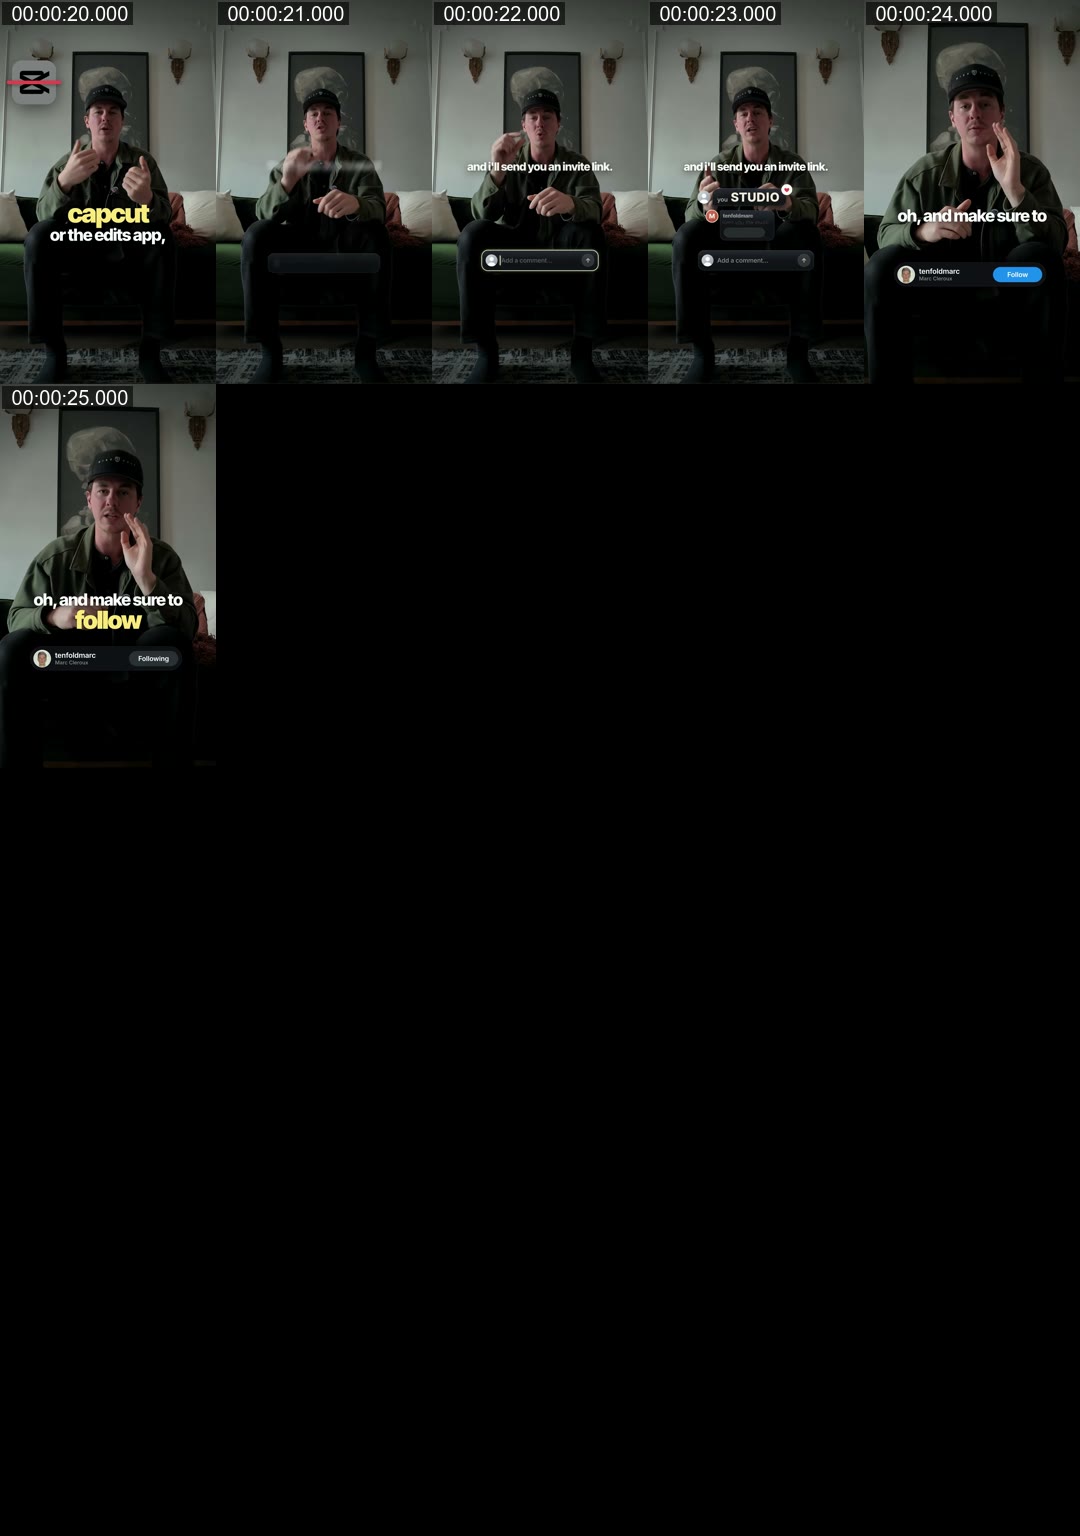 00:00:20.000
capcut
or the edits app,
00:00:21.000
00:00:22.000
and i'll send you an invite link.
Add a comment...
00:00:23.000
and i'll send you an invite link.
you STUDIO
M tenfoldmarc
Add a comment...
00:00:24.000
oh, and make sure to
tenfoldmarc
Marc Cleroux
Follow
00:00:25.000
oh, and make sure to
follow
tenfoldmarc
Marc Cleroux
Following